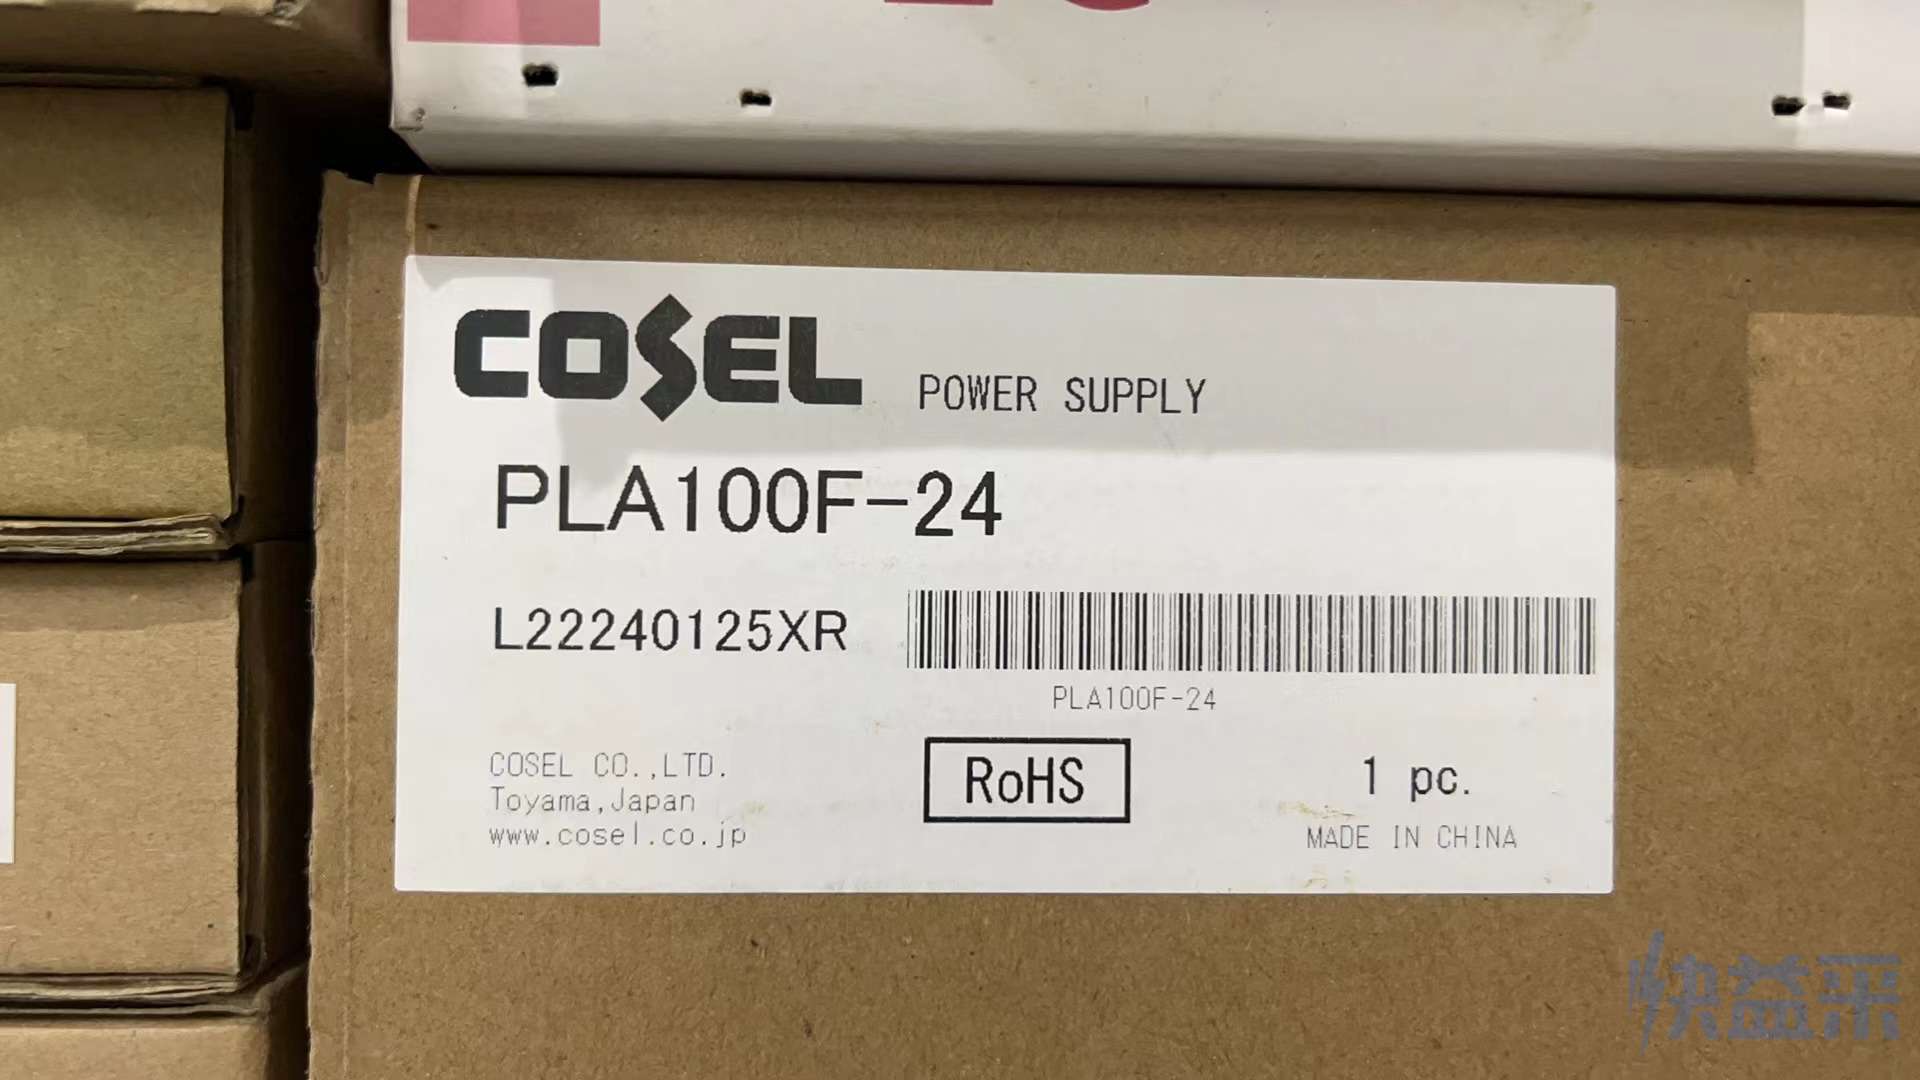 COSEL POWER SUPPLY
PLA100F-24
L22240125XR
PLA100F-24
COSEL CO.,LTD.
Toyama,Japan
www.cosel.co.jp
RoHS
1 pc.
MADE IN CHINA
快益采